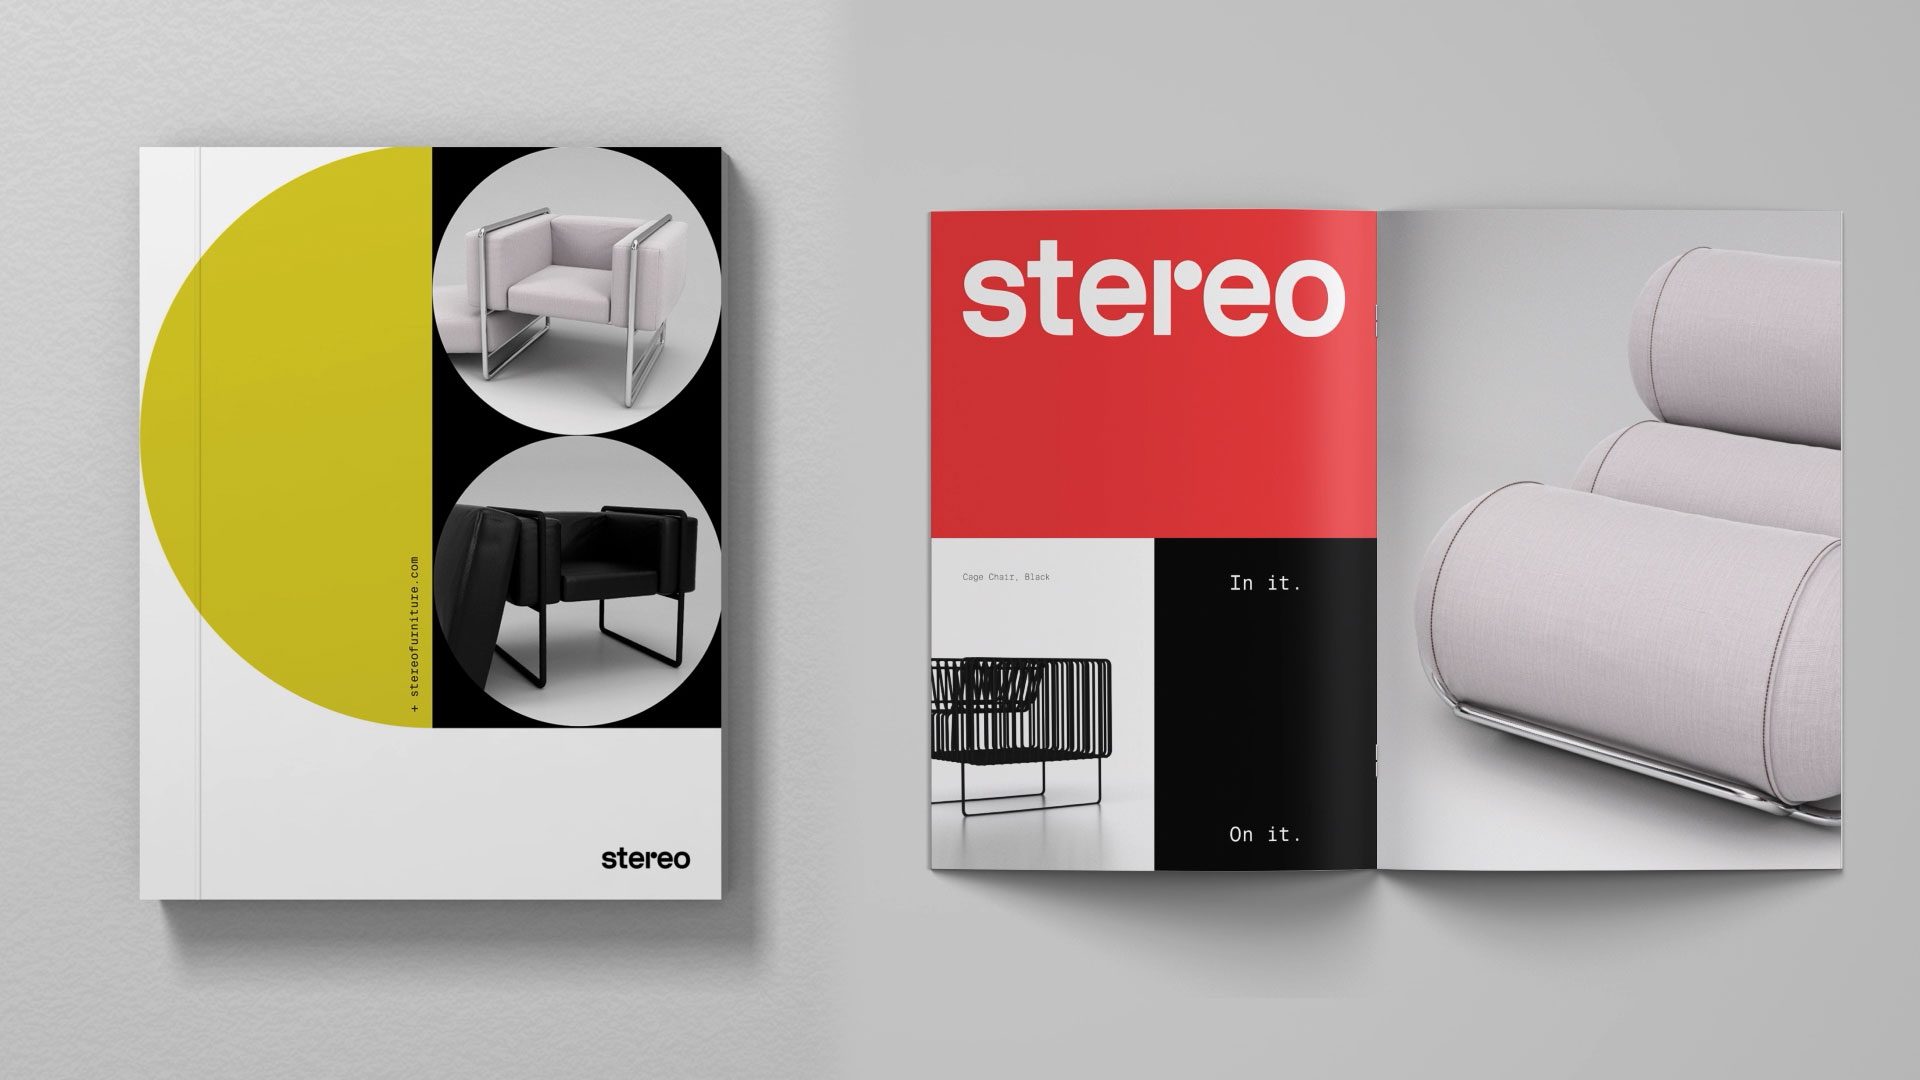 + stereofurniture.com
stereo
stereo
Cage Chair, Black
In it.
On it.